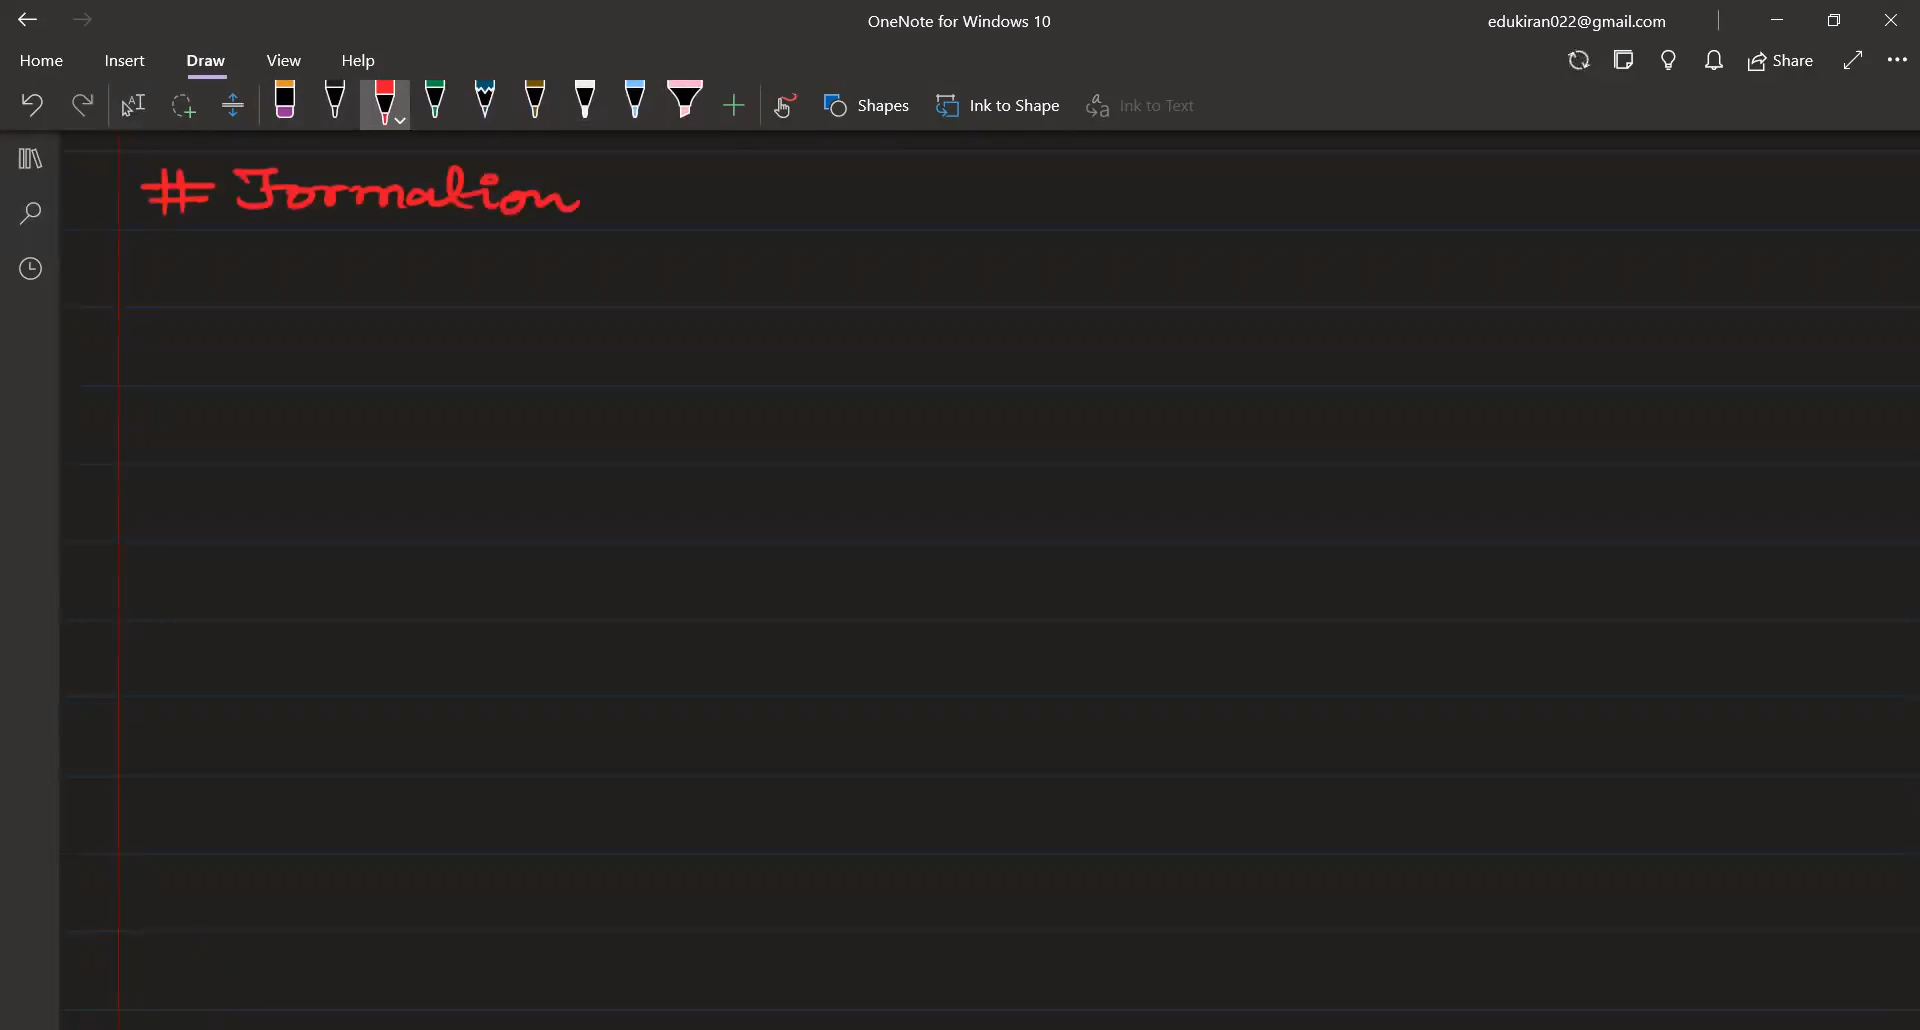 OneNote for Windows 10
edukiran022@gmail.com
Home Insert Draw View Help
Share
Shapes Ink to Shape Ink to Text
# Formation